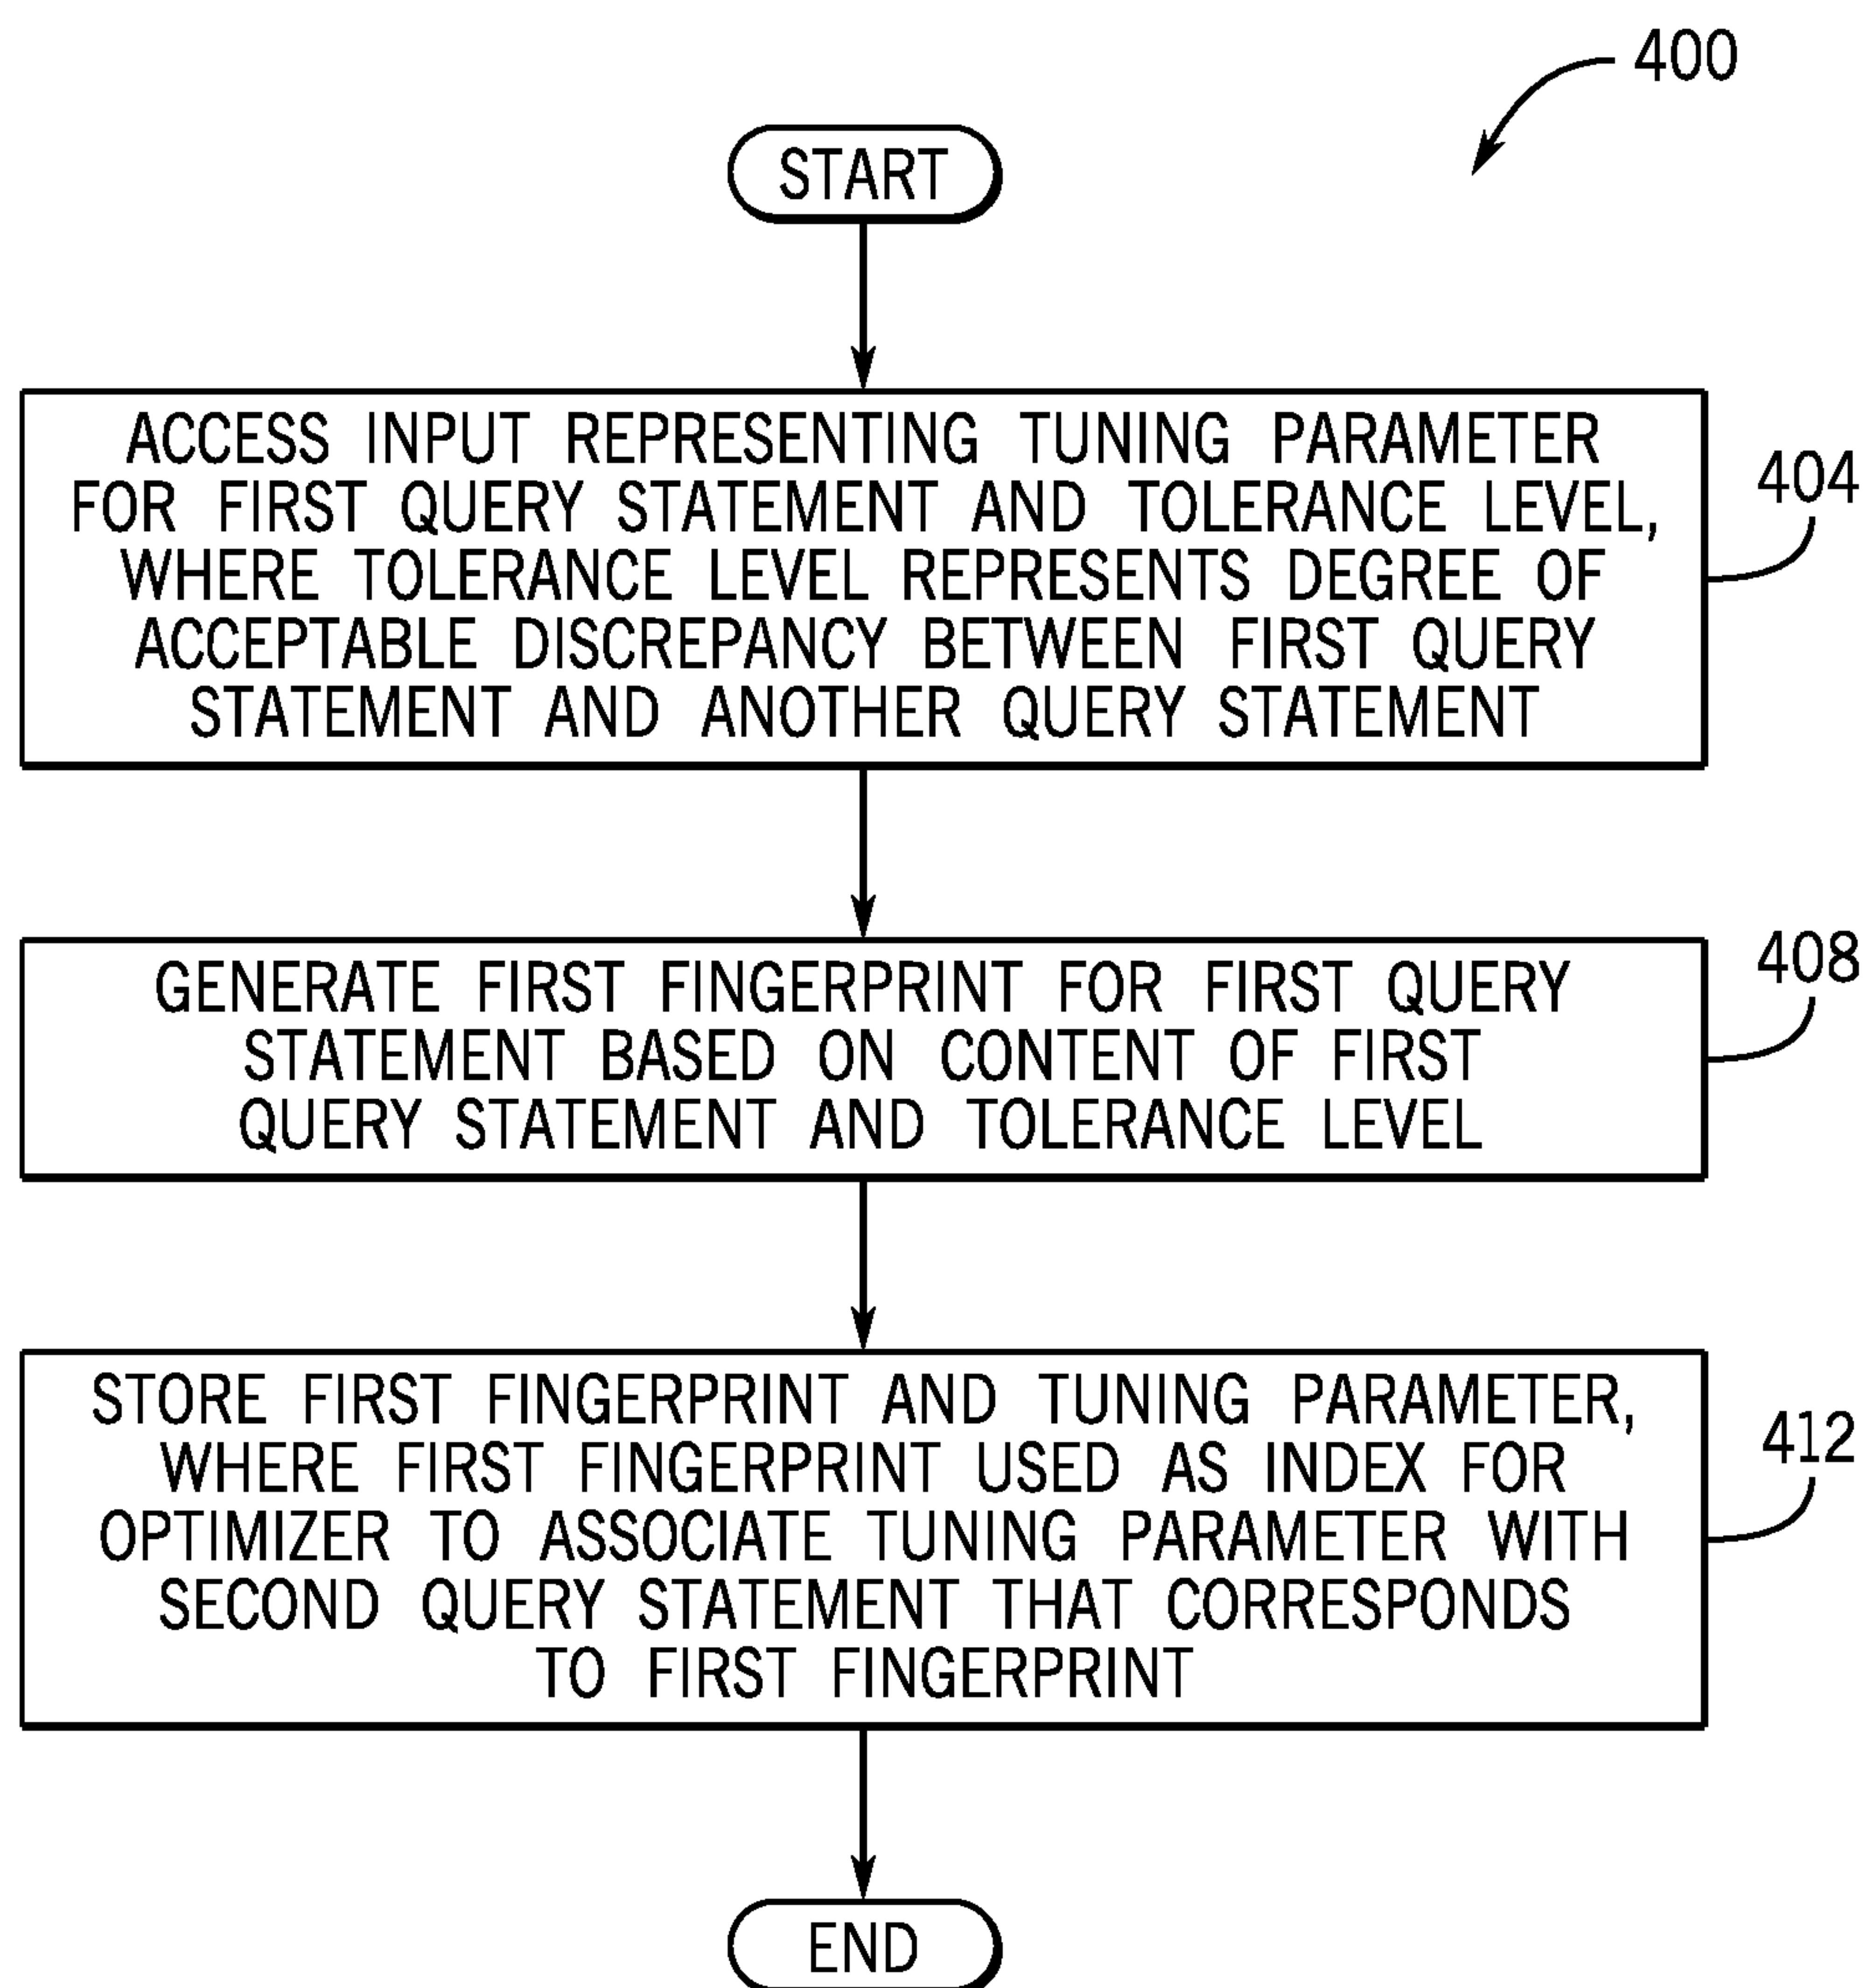 400
START
ACCESS INPUT REPRESENTING TUNING PARAMETER
FOR FIRST QUERY STATEMENT AND TOLERANCE LEVEL,
WHERE TOLERANCE LEVEL REPRESENTS DEGREE OF
ACCEPTABLE DISCREPANCY BETWEEN FIRST QUERY
STATEMENT AND ANOTHER QUERY STATEMENT
404
GENERATE FIRST FINGERPRINT FOR FIRST QUERY
STATEMENT BASED ON CONTENT OF FIRST
QUERY STATEMENT AND TOLERANCE LEVEL
408
STORE FIRST FINGERPRINT AND TUNING PARAMETER,
WHERE FIRST FINGERPRINT USED AS INDEX FOR
OPTIMIZER TO ASSOCIATE TUNING PARAMETER WITH
SECOND QUERY STATEMENT THAT CORRESPONDS
TO FIRST FINGERPRINT
412
END